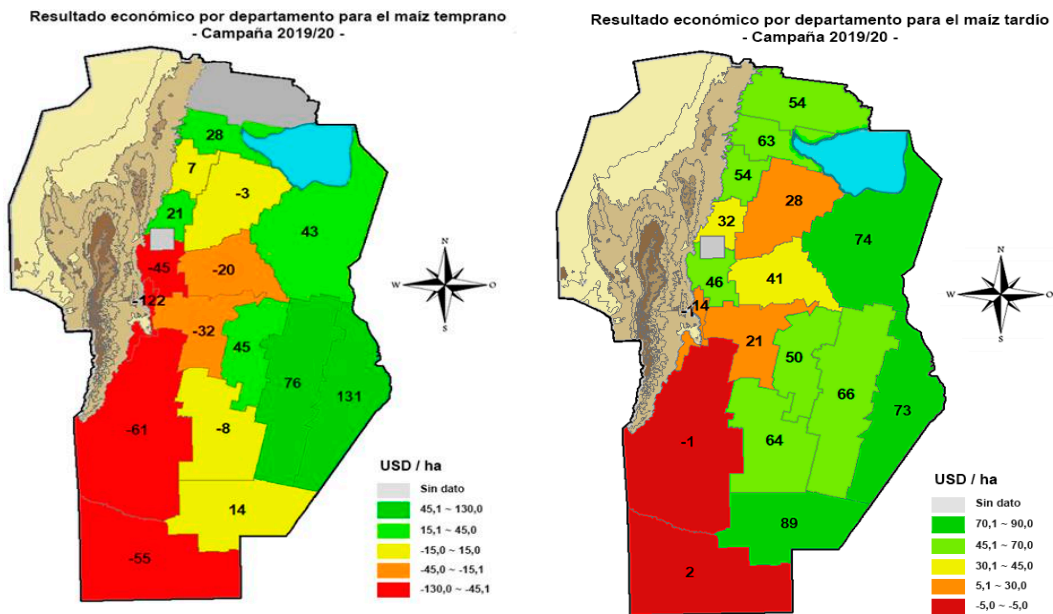 Resultado económico por departamento para el maíz temprano
- Campaña 2019/20 -
28
7
-3
21
43
-45
-20
-122
-32
45
76
131
-61
-8
14
-55
N
W
O
S
USD / ha
Sin dato
45,1 ~ 130,0
15,1 ~ 45,0
-15,0 ~ 15,0
-45,0 ~ -15,1
-130,0 ~ -45,1
Resultado económico por departamento para el maíz tardío
- Campaña 2019/20 -
54
63
54
28
32
74
46
41
14
-1
21
50
66
73
-1
64
89
2
N
W
O
S
USD / ha
Sin dato
70,1 ~ 90,0
45,1 ~ 70,0
30,1 ~ 45,0
5,1 ~ 30,0
-5,0 ~ -5,0